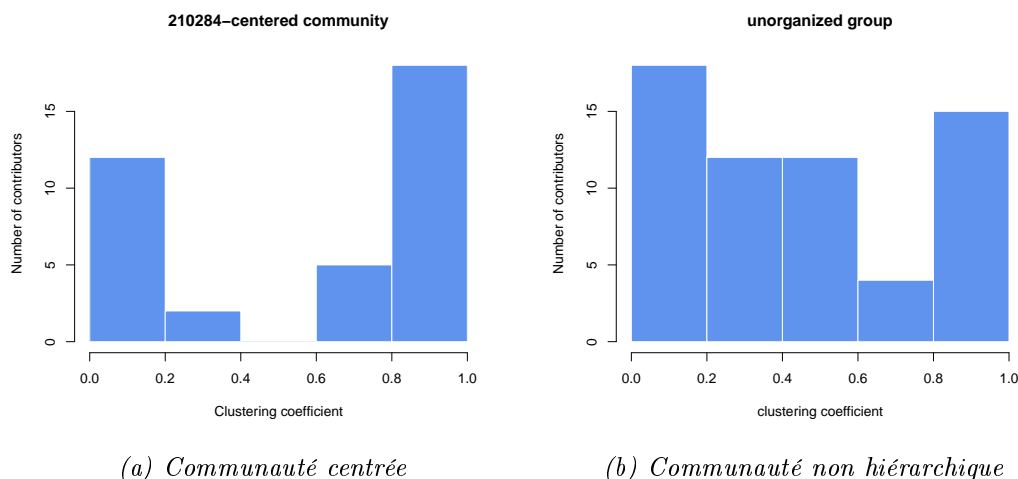 210284−centered community
Number of contributors
15
10
5
0
0.0 0.2 0.4 0.6 0.8 1.0
Clustering coefficient
(a) Communauté centrée
unorganized group
Number of contributors
15
10
5
0
0.0 0.2 0.4 0.6 0.8 1.0
clustering coefficient
(b) Communauté non hiérarchique